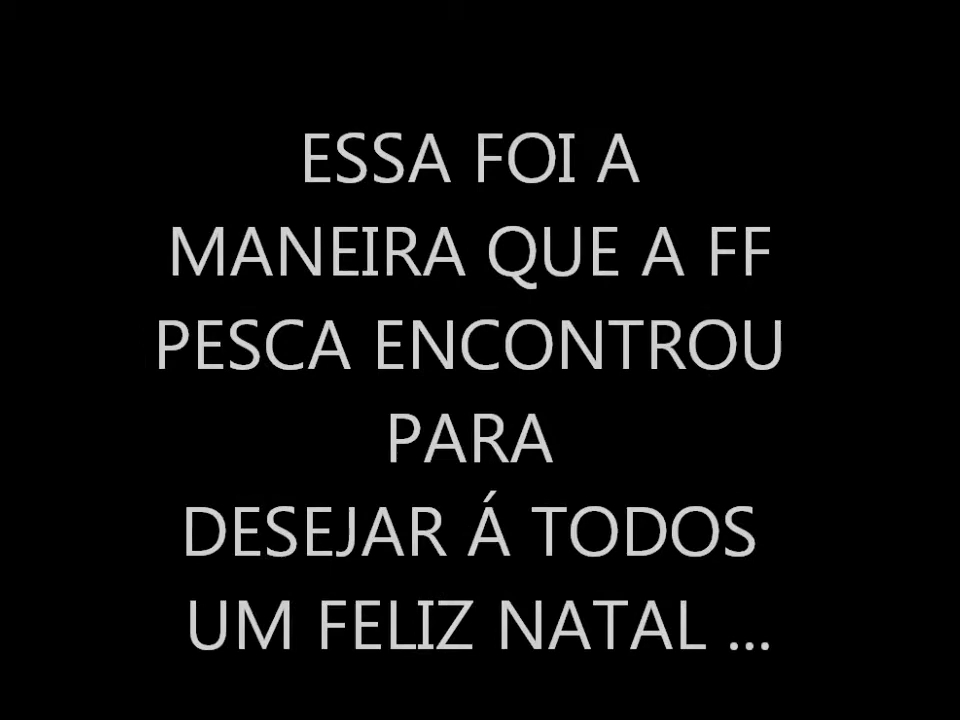 ESSA FOI A
MANEIRA QUE A FF
PESCA ENCONTROU
PARA
DESEJAR Á TODOS
UM FELIZ NATAL ...